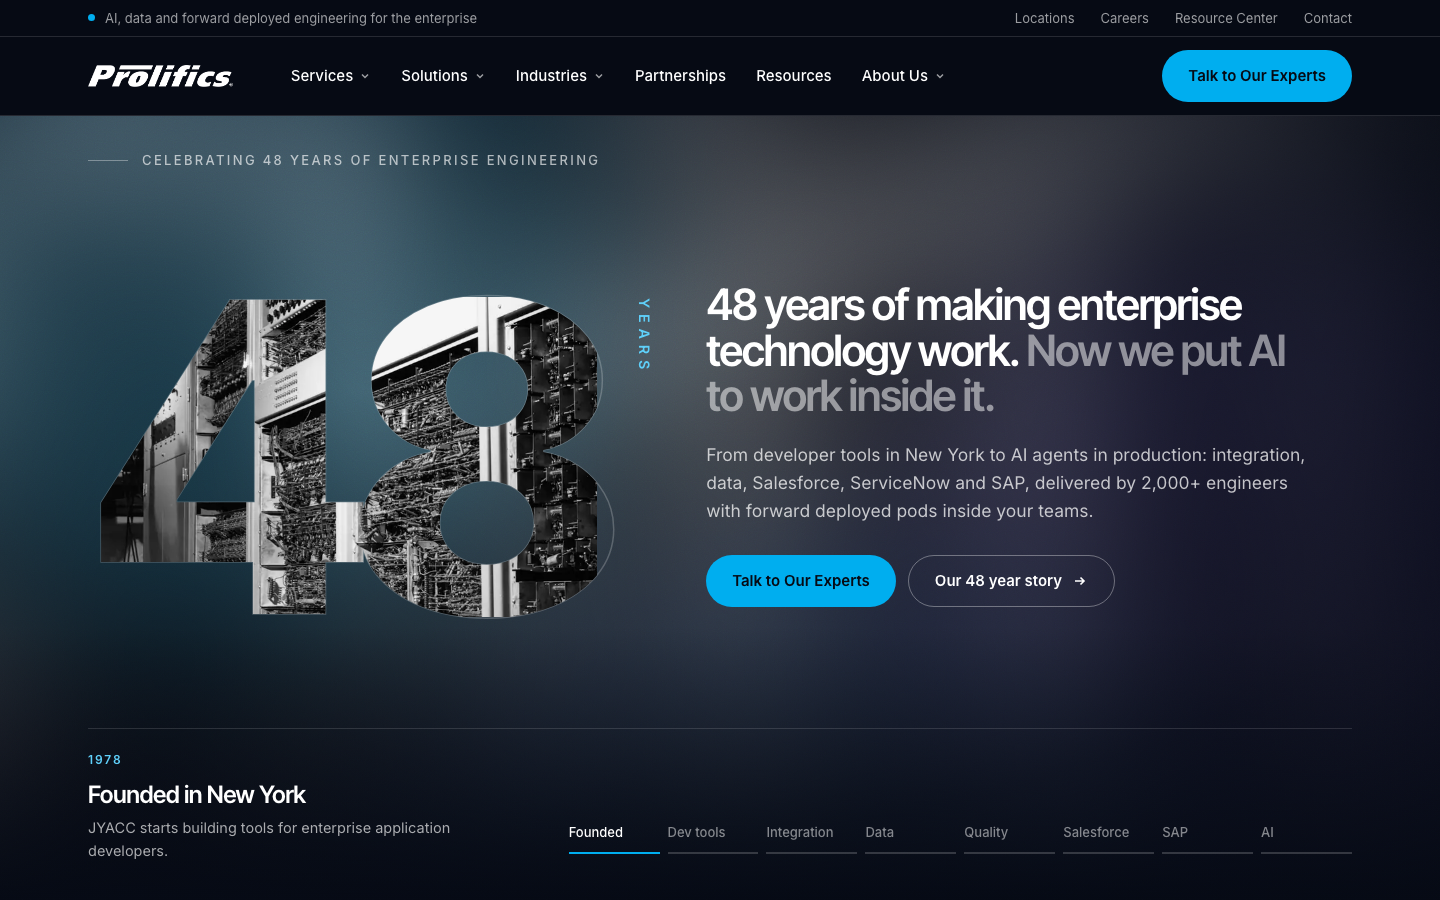 AI, data and forward deployed engineering for the enterprise
Locations
Careers
Resource Center
Contact
Prolifics
Services
Solutions
Industries
Partnerships
Resources
About Us
Talk to Our Experts
CELEBRATING 48 YEARS OF ENTERPRISE ENGINEERING
48
YEARS
48 years of making enterprise
technology work. Now we put AI
to work inside it.
From developer tools in New York to AI agents in production: integration,
data, Salesforce, ServiceNow and SAP, delivered by 2,000+ engineers
with forward deployed pods inside your teams.
Talk to Our Experts
Our 48 year story
1978
Founded in New York
JYACC starts building tools for enterprise application
developers.
Founded
Dev tools
Integration
Data
Quality
Salesforce
SAP
AI